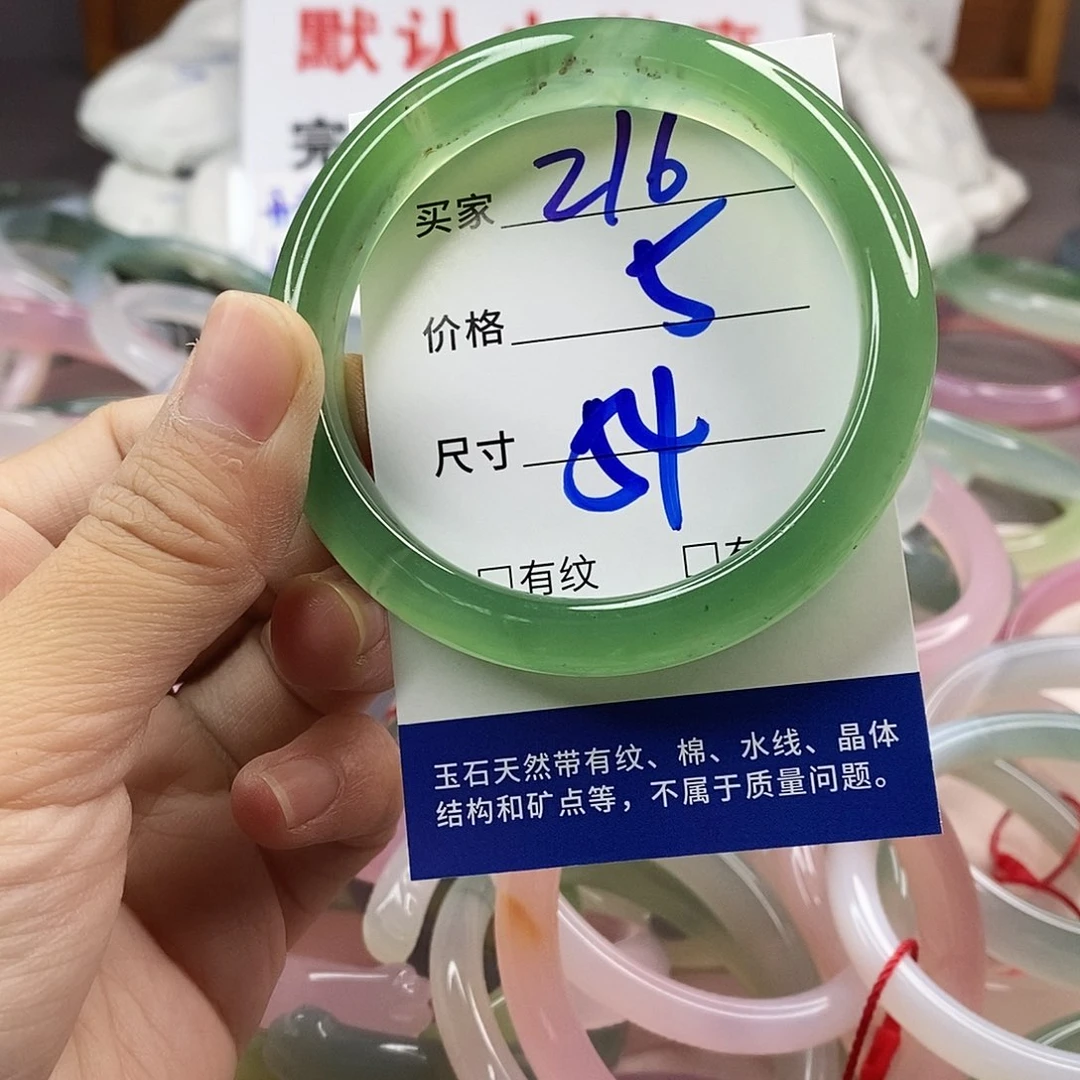 默认
完
买家 216
价格 5
尺寸 54
□有纹 □
玉石天然带有纹、棉、水线、晶体
结构和矿点等，不属于质量问题。